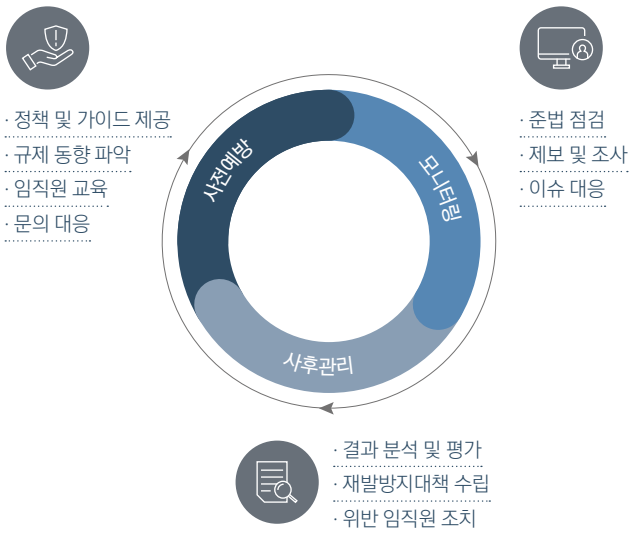 · 정책 및 가이드 제공
· 규제 동향 파악
· 임직원 교육
· 문의 대응
사전예방
모니터링
· 준법 점검
· 제보 및 조사
· 이슈 대응
사후관리
· 결과 분석 및 평가
· 재발방지대책 수립
· 위반 임직원 조치